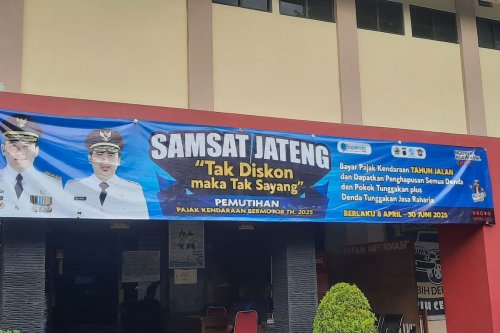 SAMSAT JATENG
"Tak Diskon
maka Tak Sayang"
PEMUTIHAN
PAJAK KENDARAAN BERMOTOR TH. 2025
Bapenda
Bayar Pajak Kendaraan TAHUN JALAN
dan Dapatkan Penghapusan Semua Denda
dan Pokok Tunggakan plus
Denda Tunggakan Jasa Raharja
BERLAKU 8 APRIL - 30 JUNI 2025